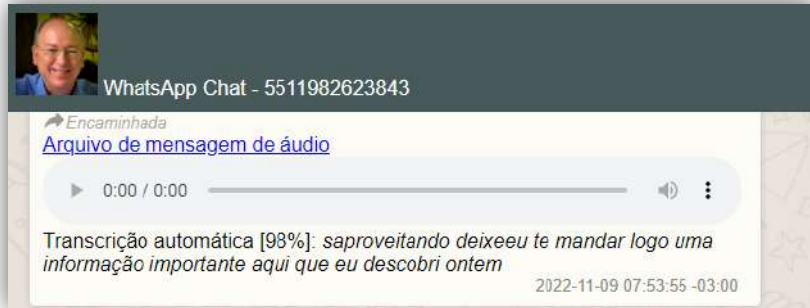 WhatsApp Chat - 5511982623843
Encaminhada
Arquivo de mensagem de áudio
0:00 / 0:00
Transcrição automática [98%]: saproveitando deixeeu te mandar logo uma
informação importante aqui que eu descobri ontem
2022-11-09 07:53:55 -03:00